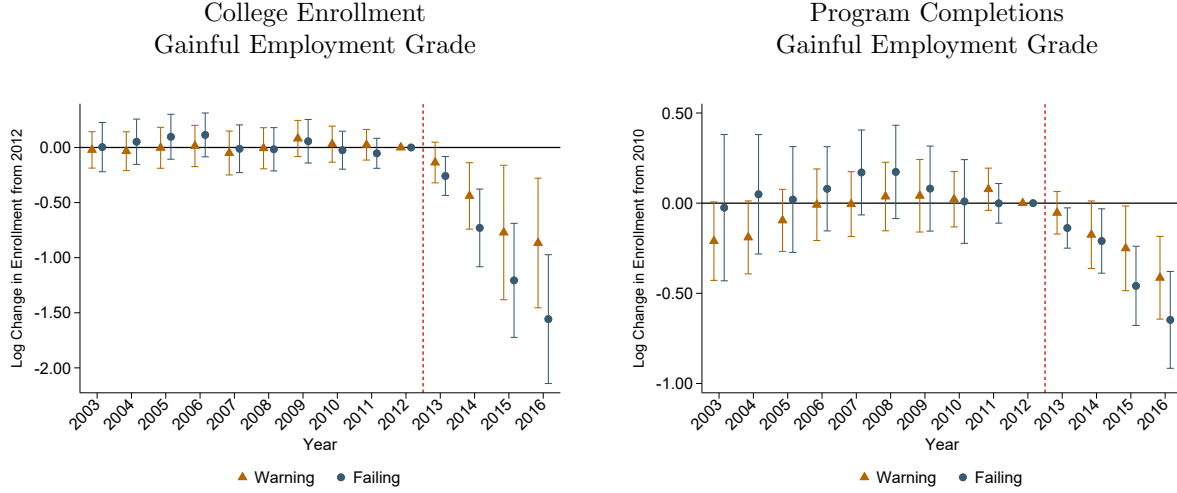 College Enrollment
Gainful Employment Grade
Log Change in Enrollment from 2012
0.00
-0.50
-1.00
-1.50
-2.00
2003 2004 2005 2006 2007 2008 2009 2010 2011 2012 2013 2014 2015 2016
Year
Warning Failing
Program Completions
Gainful Employment Grade
Log Change in Enrollment from 2010
0.50
0.00
-0.50
-1.00
2003 2004 2005 2006 2007 2008 2009 2010 2011 2012 2013 2014 2015 2016
Year
Warning Failing